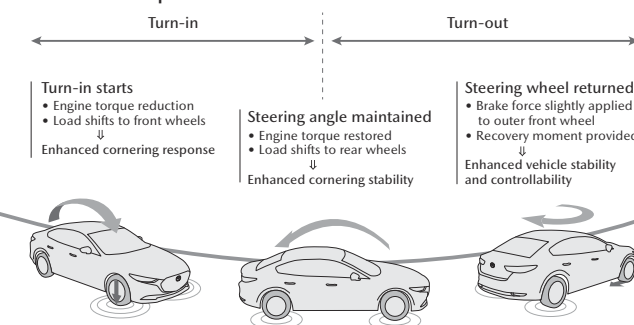 Turn-in
Turn-out
Turn-in starts
• Engine torque reduction
• Load shifts to front wheels
⇓
Enhanced cornering response
Steering angle maintained
• Engine torque restored
• Load shifts to rear wheels
⇓
Enhanced cornering stability
Steering wheel returned
• Brake force slightly applied
to outer front wheel
• Recovery moment provided
⇓
Enhanced vehicle stability
and controllability